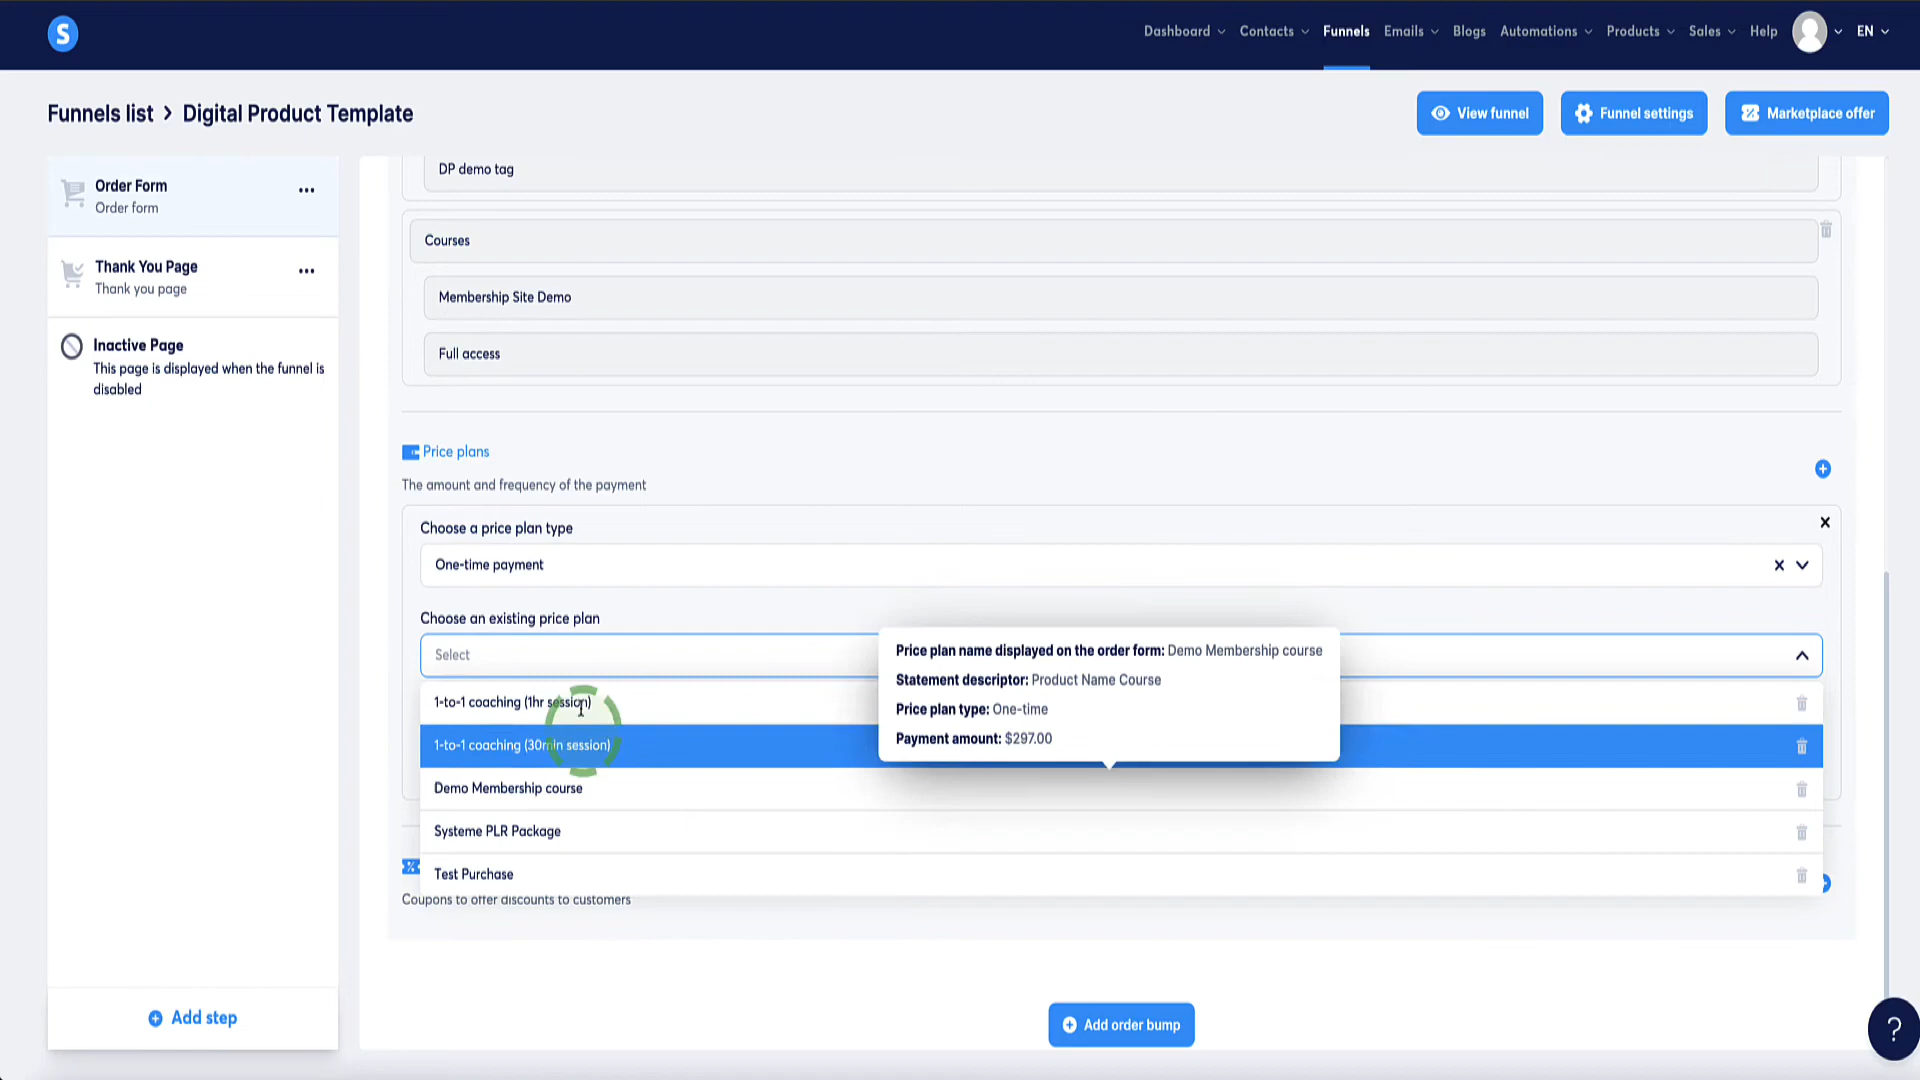 S
Dashboard
Contacts
Funnels
Emails
Blogs
Automations
Products
Sales
Help
EN
Funnels list > Digital Product Template
View funnel
Funnel settings
Marketplace offer
Order Form
Order form
Thank You Page
Thank you page
Inactive Page
This page is displayed when the funnel is
disabled
Add step
DP demo tag
Courses
Membership Site Demo
Full access
Price plans
The amount and frequency of the payment
Choose a price plan type
One-time payment
Choose an existing price plan
Select
Price plan name displayed on the order form: Demo Membership course
Statement descriptor: Product Name Course
Price plan type: One-time
Payment amount: $297.00
1-to-1 coaching (1hr session)
1-to-1 coaching (30min session)
Demo Membership course
Systeme PLR Package
Test Purchase
Coupons to offer discounts to customers
Add order bump
?